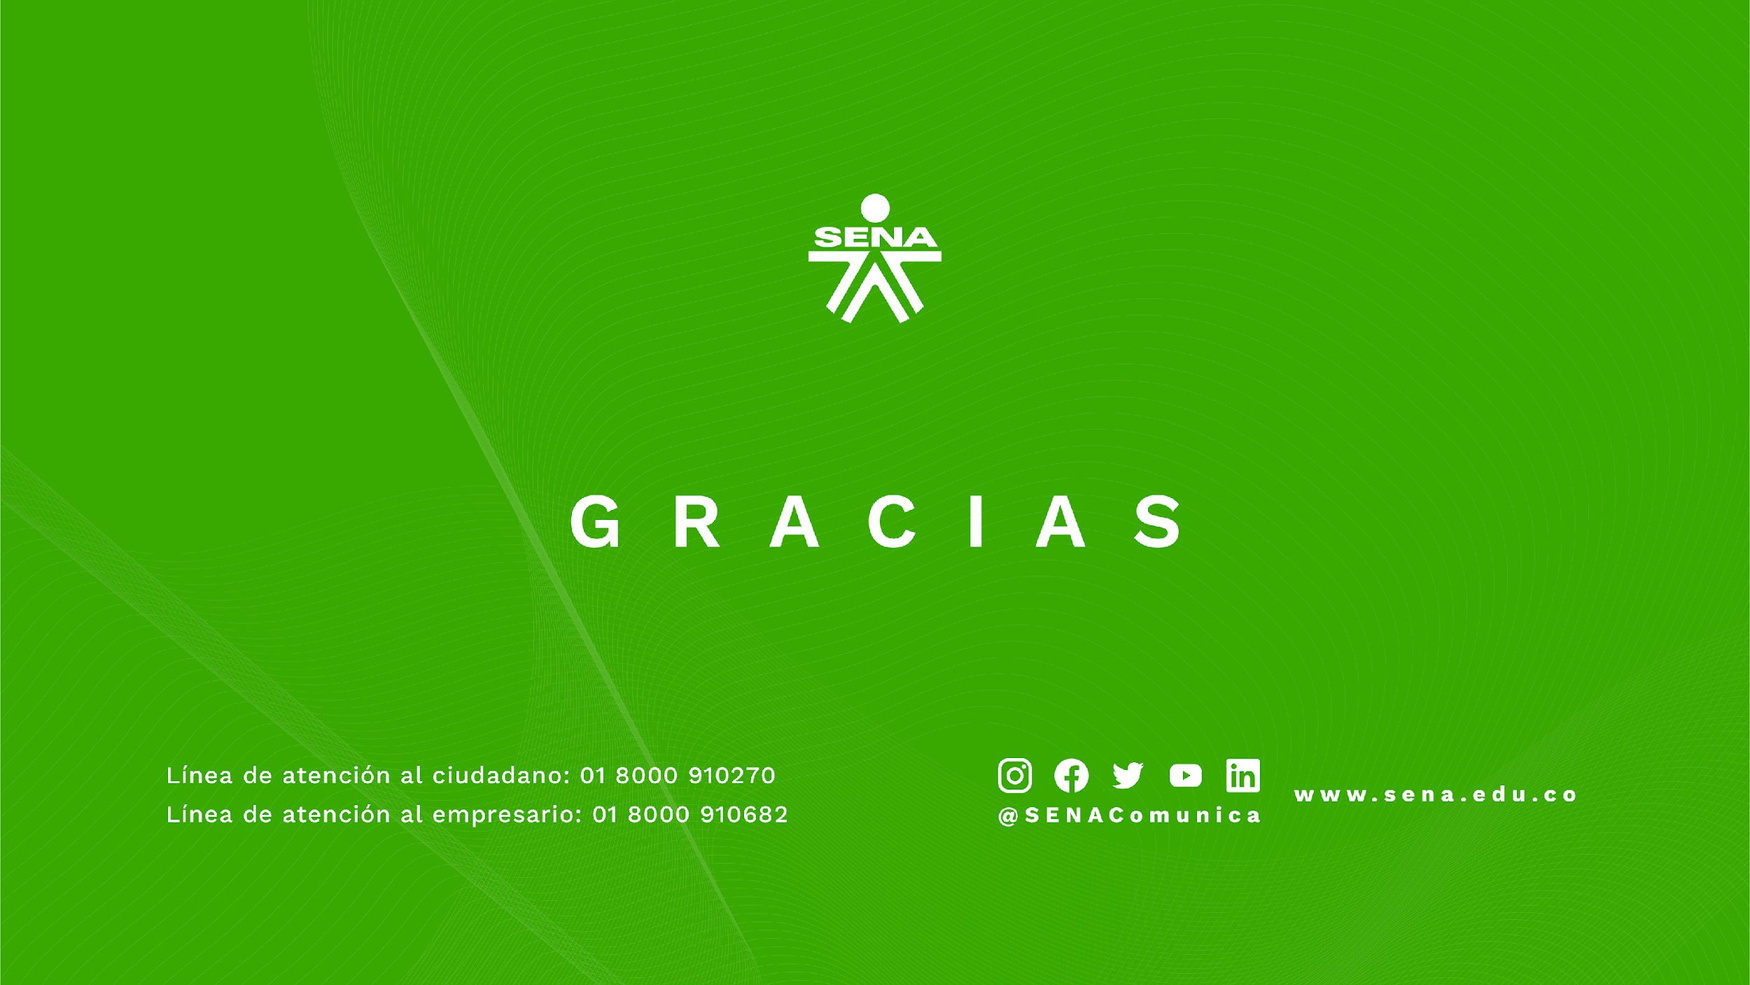 SENA
GRACIAS
Línea de atención al ciudadano: 01 8000 910270
Línea de atención al empresario: 01 8000 910682
@SENAComunica
www.sena.edu.co